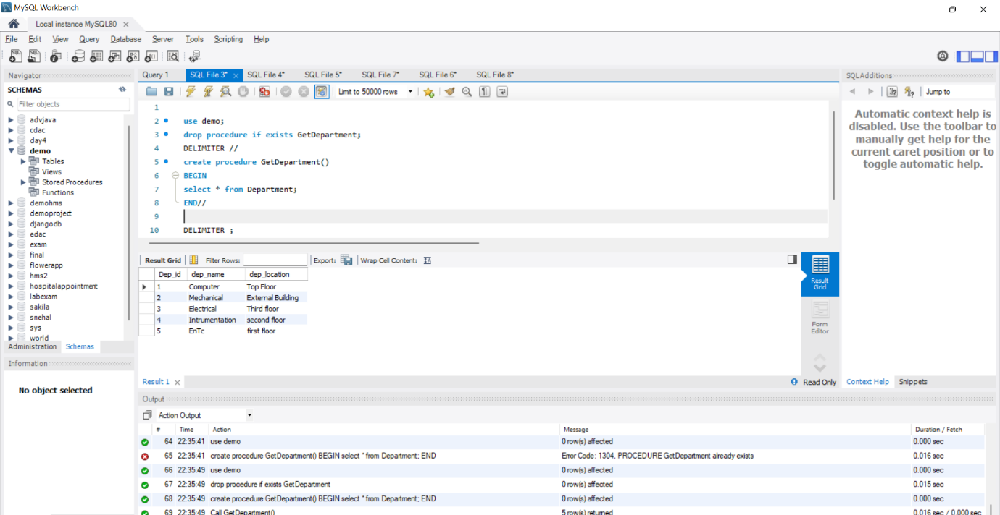 MySQL Workbench
Local instance MySQL80
File Edit View Query Database Server Tools Scripting Help
Navigator
SCHEMAS
Filter objects
advjava
cdac
day4
demo
Tables
Views
Stored Procedures
Functions
demohms
demoproject
djangodb
edac
exam
final
flowerapp
hms2
hospitalappointment
labexam
sakila
snehal
sys
world
Administration Schemas
Information
No object selected
Query 1 SQL File 3* SQL File 4* SQL File 5* SQL File 7* SQL File 6* SQL File 8*
Limit to 50000 rows
1
2 use demo;
3 drop procedure if exists GetDepartment;
4 DELIMITER //
5 create procedure GetDepartment()
6 BEGIN
7 select * from Department;
8 END//
9
10 DELIMITER ;
Result Grid Filter Rows: Export: Wrap Cell Content: IA
Dep_id dep_name dep_location
1 Computer Top Floor
2 Mechanical External Building
3 Electrical Third floor
4 Intrumentation second floor
5 EnTc first floor
Result Grid
Form Editor
Result 1
Read Only
SQLAdditions
Jump to
Automatic context help is
disabled. Use the toolbar to
manually get help for the
current caret position or to
toggle automatic help.
Context Help Snippets
Output
Action Output
# Time Action Message Duration / Fetch
64 22:35:41 use demo 0 row(s) affected 0.000 sec
65 22:35:41 create procedure GetDepartment() BEGIN select * from Department; END Error Code: 1304. PROCEDURE GetDepartment already exists 0.016 sec
66 22:35:49 use demo 0 row(s) affected 0.000 sec
67 22:35:49 drop procedure if exists GetDepartment 0 row(s) affected 0.015 sec
68 22:35:49 create procedure GetDepartment() BEGIN select * from Department; END 0 row(s) affected 0.000 sec
69 22:35:49 Call GetDepartment() 5 row(s) returned 0.016 sec / 0.000 sec